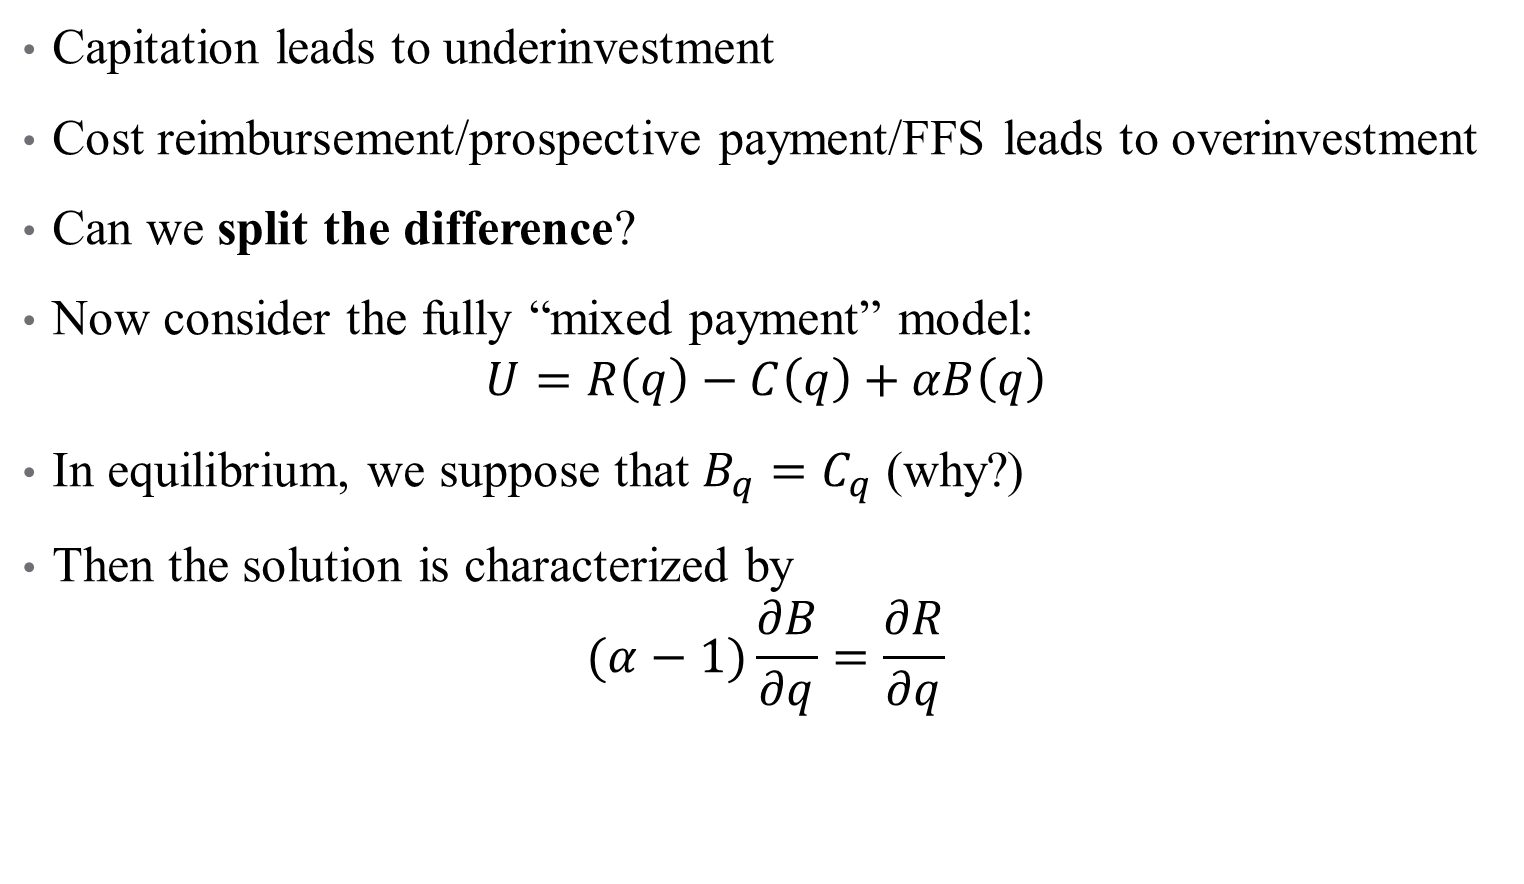 • Capitation leads to underinvestment
• Cost reimbursement/prospective payment/FFS leads to overinvestment
• Can we split the difference?
• Now consider the fully “mixed payment” model:
𝑈 = 𝑅(𝑞) − 𝐶(𝑞) + 𝛼𝐵(𝑞)
• In equilibrium, we suppose that 𝐵_𝑞 = 𝐶_𝑞 (why?)
• Then the solution is characterized by
(𝛼 − 1) ∂𝐵/∂𝑞 = ∂𝑅/∂𝑞